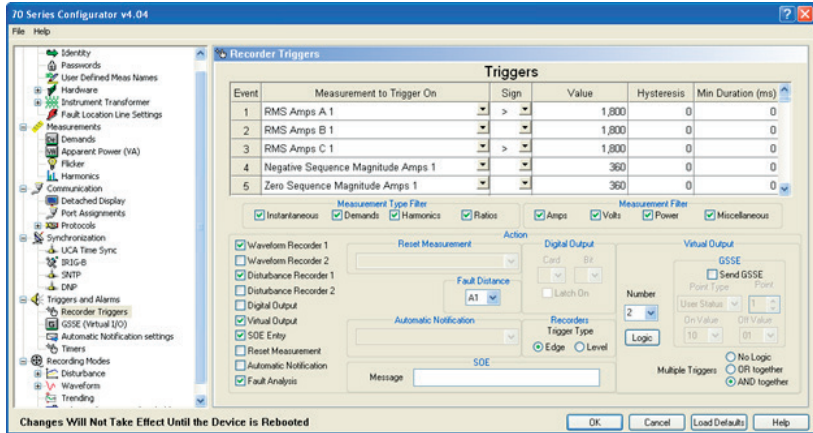 70 Series Configurator v4.04
File Help
Identity
Passwords
User Defined Meas Names
Hardware
Instrument Transformer
Fault Location Line Settings
Measurements
Demands
Apparent Power (VA)
Flicker
Harmonics
Communication
Detached Display
Port Assignments
Protocols
Synchronization
UCA Time Sync
IRIG-B
SNTP
DNP
Triggers and Alarms
Recorder Triggers
GSSE (Virtual I/O)
Automatic Notification settings
Timers
Recording Modes
Disturbance
Waveform
Trending
Recorder Triggers
Triggers
Event Measurement to Trigger On Sign Value Hysteresis Min Duration (ms)
1 RMS Amps A 1 > 1,800 0 0
2 RMS Amps B 1 1,800 0 0
3 RMS Amps C 1 > 1,800 0 0
4 Negative Sequence Magnitude Amps 1 360 0 0
5 Zero Sequence Magnitude Amps 1 360 0 0
Measurement Type Filter
Instantaneous Demands Harmonics Ratios
Measurement Filter
Amps Volts Power Miscellaneous
Action
Waveform Recorder 1
Waveform Recorder 2
Disturbance Recorder 1
Disturbance Recorder 2
Digital Output
Virtual Output
SOE Entry
Reset Measurement
Automatic Notification
Fault Analysis
Reset Measurement
Fault Distance
A1
Automatic Notification
SOE
Message
Digital Output
Card Bit
Latch On
Recorders
Trigger Type
Edge Level
Virtual Output
Number
2
Logic
GSSE
Send GSSE
Point Type Point
User Status 1
On Value Off Value
10 01
Multiple Triggers
No Logic
OR together
AND together
Changes Will Not Take Effect Until the Device is Rebooted
OK Cancel Load Defaults Help